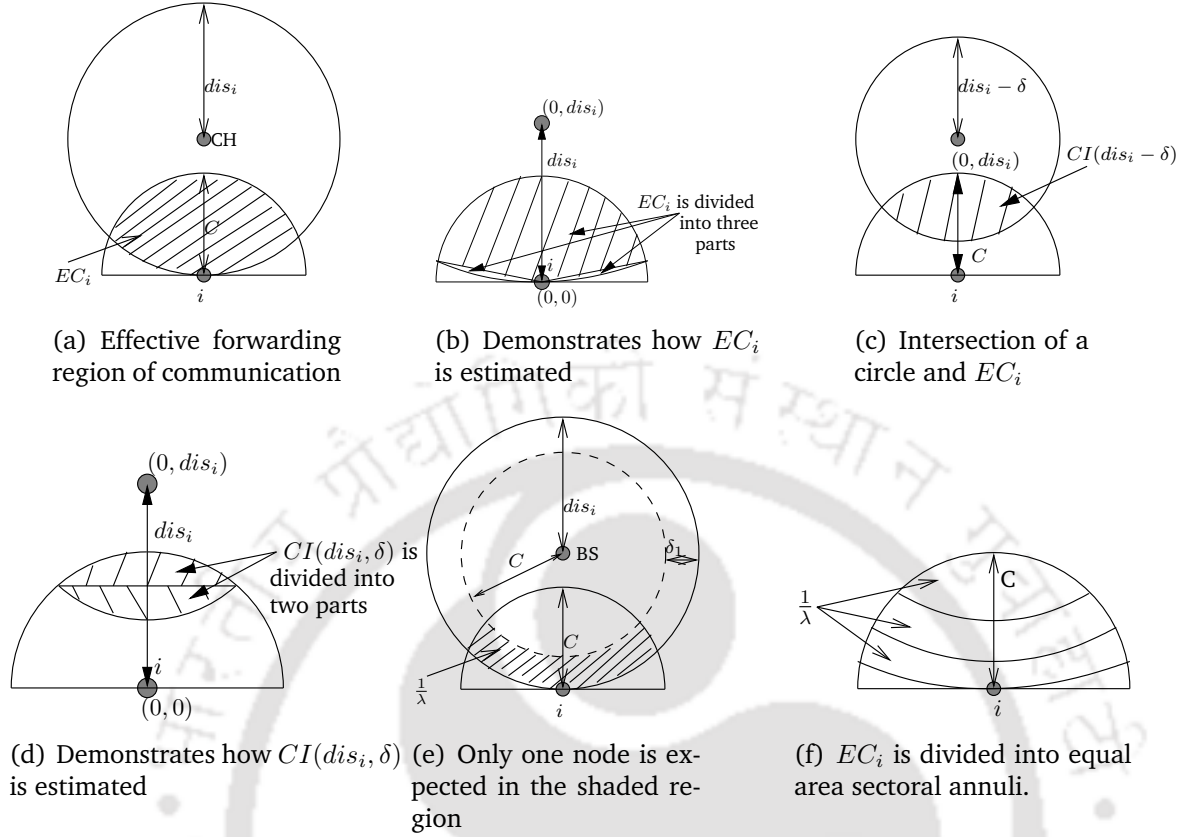 dis_i
CH
C
EC_i
i
(a) Effective forwarding
region of communication
(0, dis_i)
dis_i
EC_i is divided
into three
parts
i
(0, 0)
(b) Demonstrates how EC_i
is estimated
dis_i − δ
(0, dis_i)
CI(dis_i − δ)
C
i
(c) Intersection of a
circle and EC_i
(0, dis_i)
dis_i
CI(dis_i, δ) is
divided into
two parts
i
(0, 0)
(d) Demonstrates how CI(dis_i, δ)
is estimated
dis_i
BS
δ_1
C
C
1/λ
i
(e) Only one node is ex-
pected in the shaded re-
gion
C
1/λ
i
(f) EC_i is divided into equal
area sectoral annuli.